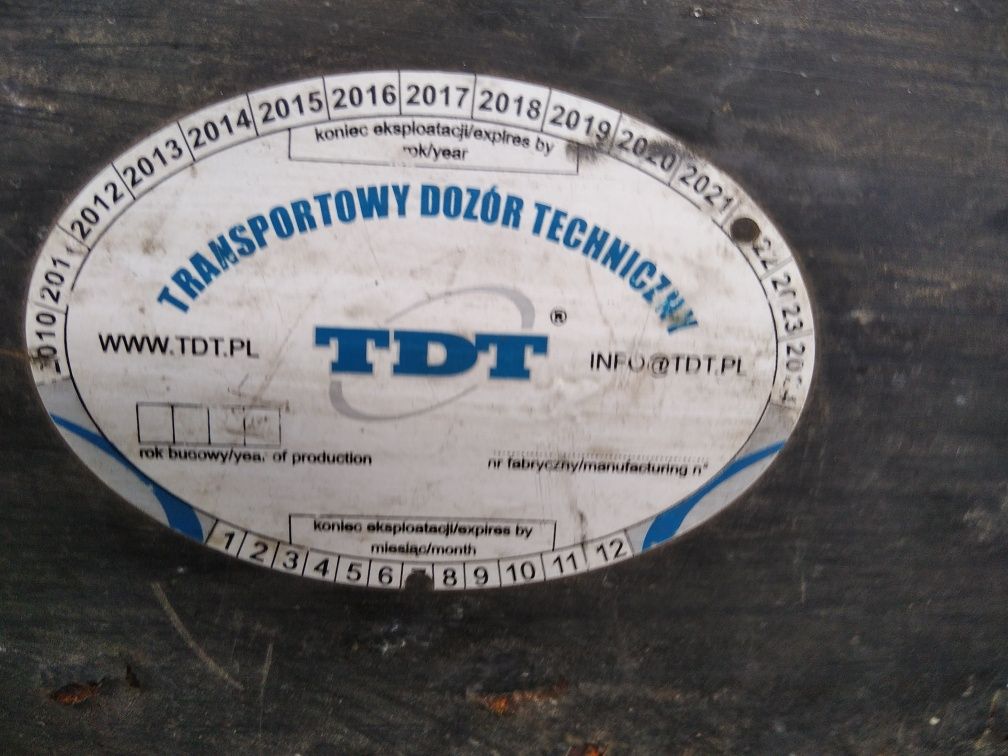 2012 2013 2014 2015 2016 2017 2018 2019 2020 2021 22 2023
koniec eksploatacji/expires by
rok/year
TRANSPORTOWY DOZÓR TECHNICZNY
WWW.TDT.PL
TDT ®
INFO@TDT.PL
rok budowy/year of production
nr fabryczny/manufacturing n°
koniec eksploatacji/expires by
miesiąc/month
1 2 3 4 5 6 8 9 10 11 12